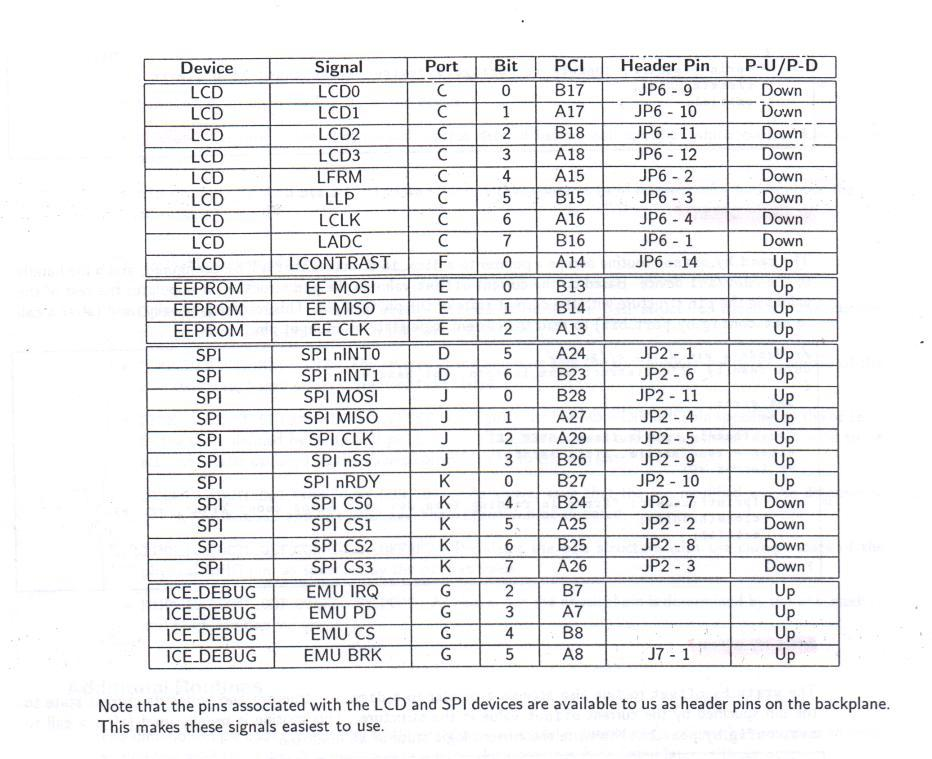 Device Signal Port Bit PCI Header Pin P-U/P-D
LCD LCD0 C 0 B17 JP6 - 9 Down
LCD LCD1 C 1 A17 JP6 - 10 Down
LCD LCD2 C 2 B18 JP6 - 11 Down
LCD LCD3 C 3 A18 JP6 - 12 Down
LCD LFRM C 4 A15 JP6 - 2 Down
LCD LLP C 5 B15 JP6 - 3 Down
LCD LCLK C 6 A16 JP6 - 4 Down
LCD LADC C 7 B16 JP6 - 1 Down
LCD LCONTRAST F 0 A14 JP6 - 14 Up
EEPROM EE MOSI E 0 B13 Up
EEPROM EE MISO E 1 B14 Up
EEPROM EE CLK E 2 A13 Up
SPI SPI nINT0 D 5 A24 JP2 - 1 Up
SPI SPI nINT1 D 6 B23 JP2 - 6 Up
SPI SPI MOSI J 0 B28 JP2 - 11 Up
SPI SPI MISO J 1 A27 JP2 - 4 Up
SPI SPI CLK J 2 A29 JP2 - 5 Up
SPI SPI nSS J 3 B26 JP2 - 9 Up
SPI SPI nRDY K 0 B27 JP2 - 10 Up
SPI SPI CS0 K 4 B24 JP2 - 7 Down
SPI SPI CS1 K 5 A25 JP2 - 2 Down
SPI SPI CS2 K 6 B25 JP2 - 8 Down
SPI SPI CS3 K 7 A26 JP2 - 3 Down
ICE_DEBUG EMU IRQ G 2 B7 Up
ICE_DEBUG EMU PD G 3 A7 Up
ICE_DEBUG EMU CS G 4 B8 Up
ICE_DEBUG EMU BRK G 5 A8 J7 - 1 Up
Note that the pins associated with the LCD and SPI devices are available to us as header pins on the backplane.
This makes these signals easiest to use.